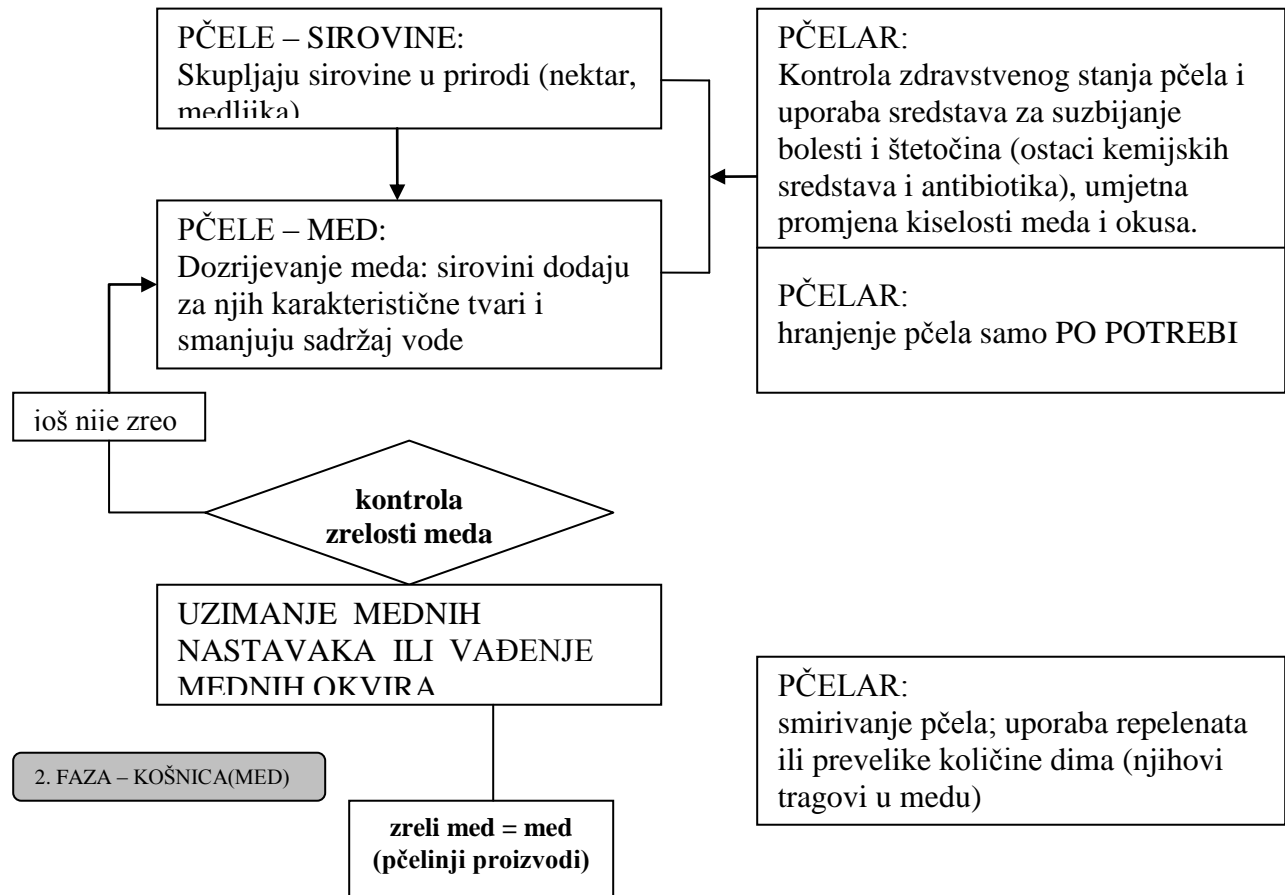 PČELE – SIROVINE:
Skupljaju sirovine u prirodi (nektar,
medljika)
PČELAR:
Kontrola zdravstvenog stanja pčela i
uporaba sredstava za suzbijanje
bolesti i štetočina (ostaci kemijskih
sredstava i antibiotika), umjetna
promjena kiselosti meda i okusa.
PČELE – MED:
Dozrijevanje meda: sirovini dodaju
za njih karakteristične tvari i
smanjuju sadržaj vode
PČELAR:
hranjenje pčela samo PO POTREBI
još nije zreo
kontrola
zrelosti meda
UZIMANJE MEDNIH
NASTAVAKA ILI VAĐENJE
MEDNIH OKVIRA
PČELAR:
smirivanje pčela; uporaba repelenata
ili prevelike količine dima (njihovi
tragovi u medu)
2. FAZA – KOŠNICA(MED)
zreli med = med
(pčelinji proizvodi)